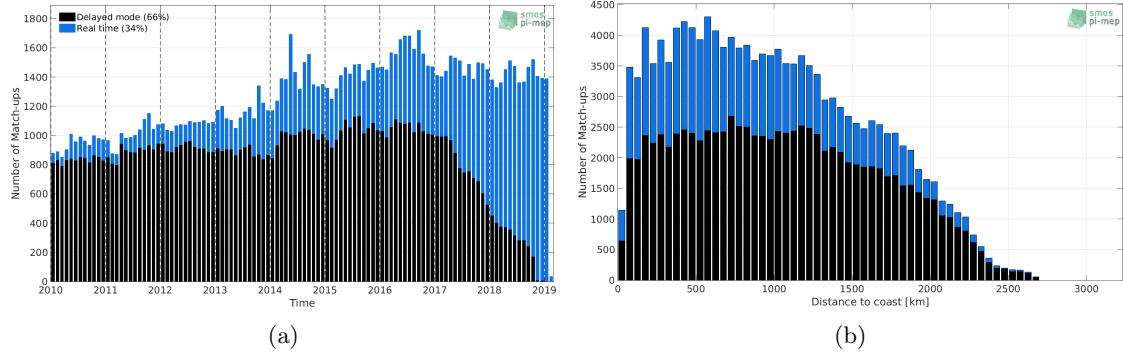 Delayed mode (66%)
Real time (34%)
smos
pi-mep
1800
1600
1400
1200
1000
800
600
400
200
0
Number of Match-ups
2010 2011 2012 2013 2014 2015 2016 2017 2018 2019
Time
(a)
smos
pi-mep
4500
4000
3500
3000
2500
2000
1500
1000
500
0
Number of Match-ups
0 500 1000 1500 2000 2500 3000
Distance to coast [km]
(b)